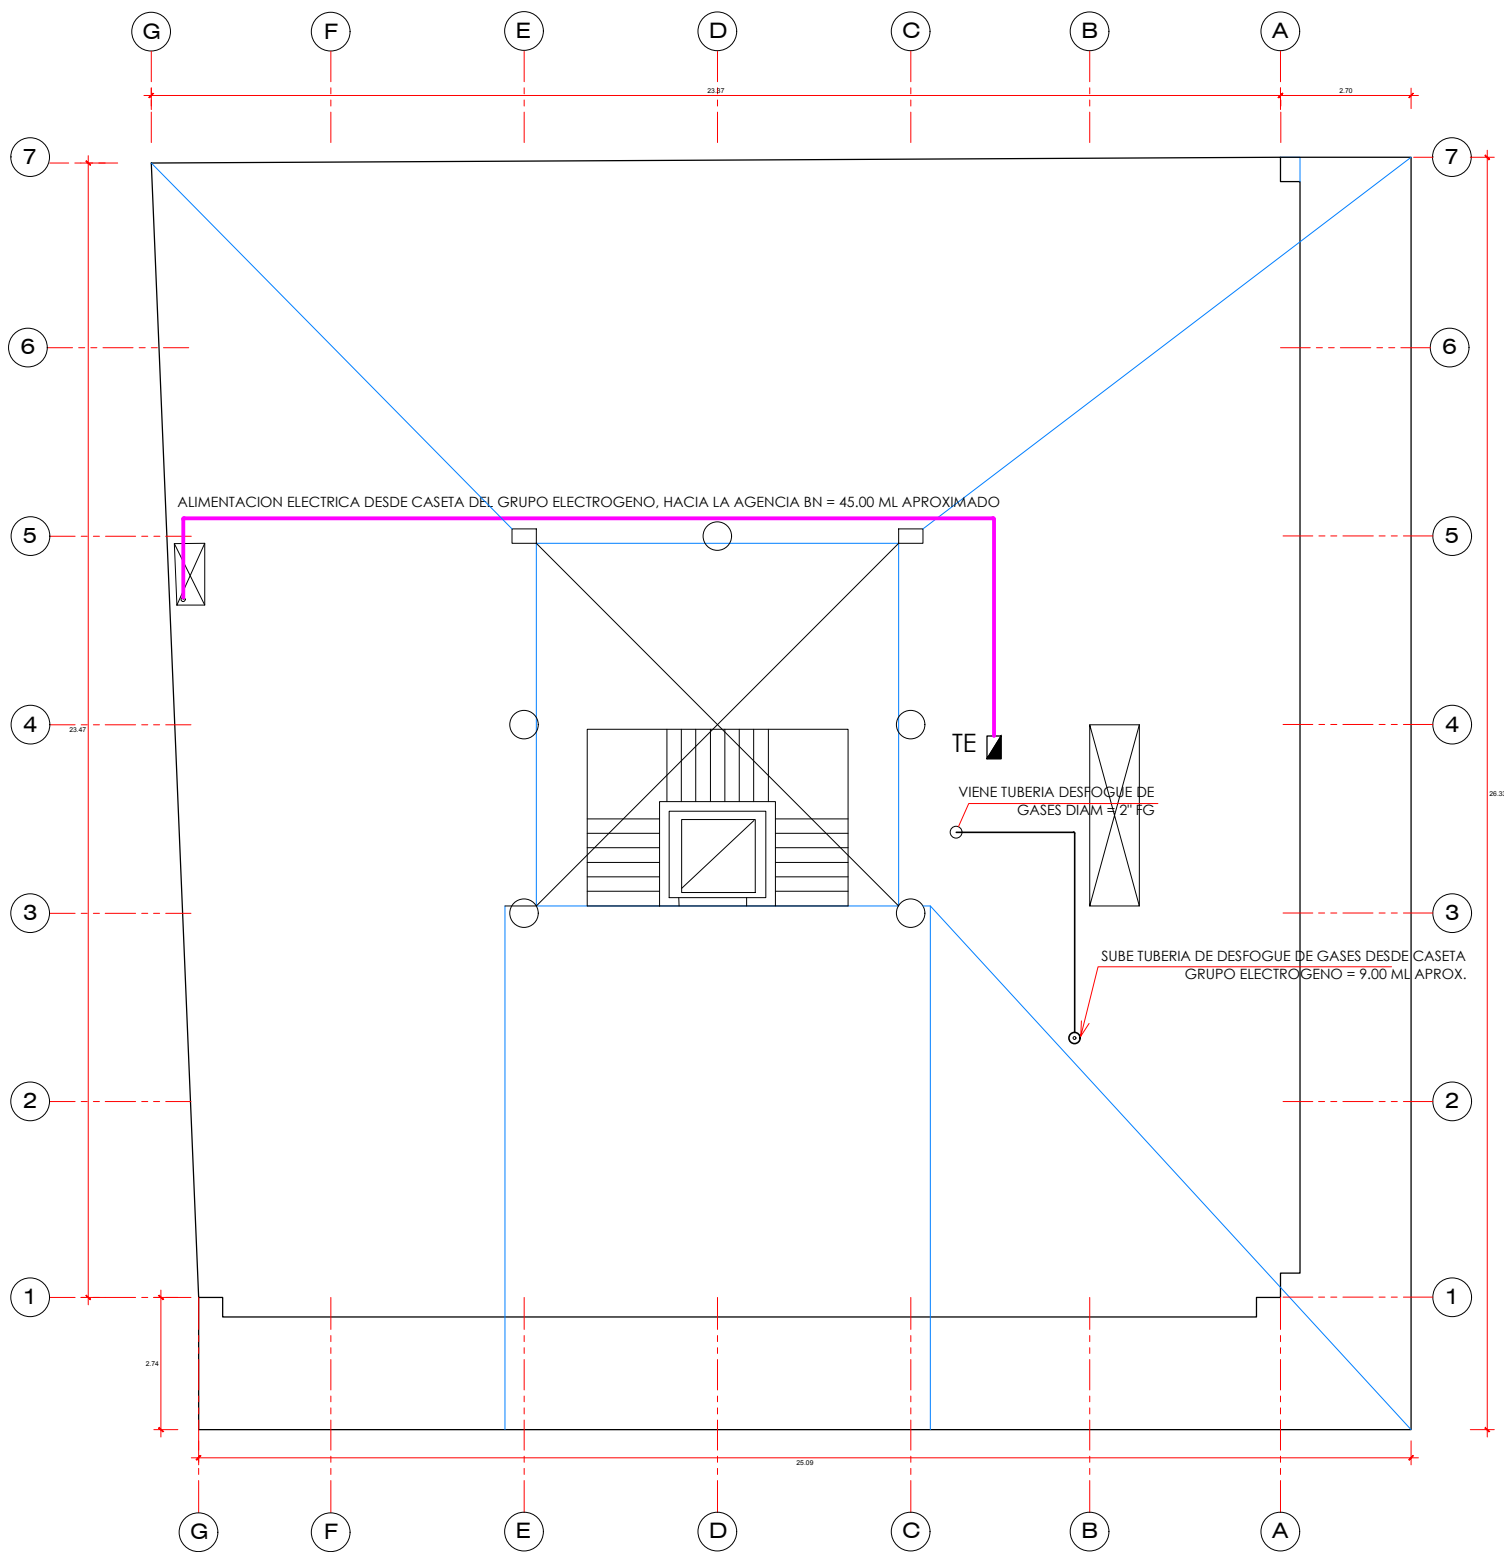 G F E D C B A
23.37 2.70
7 7
6 6
ALIMENTACION ELECTRICA DESDE CASETA DEL GRUPO ELECTROGENO, HACIA LA AGENCIA BN = 45.00 ML APROXIMADO
5 5
4 4
23.47
TE
VIENE TUBERIA DESFOGUE DE
GASES DIAM = 2" FG
26.33
3 3
SUBE TUBERIA DE DESFOGUE DE GASES DESDE CASETA
GRUPO ELECTROGENO = 9.00 ML APROX.
2 2
1 1
2.74
25.09
G F E D C B A